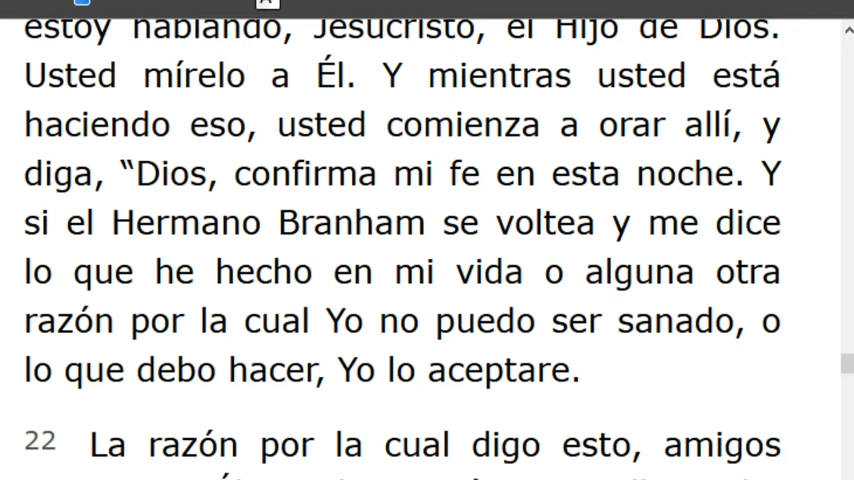 estoy hablando, Jesucristo, el Hijo de Dios.
Usted mírelo a Él. Y mientras usted está
haciendo eso, usted comienza a orar allí, y
diga, “Dios, confirma mi fe en esta noche. Y
si el Hermano Branham se voltea y me dice
lo que he hecho en mi vida o alguna otra
razón por la cual Yo no puedo ser sanado, o
lo que debo hacer, Yo lo aceptare.
22 La razón por la cual digo esto, amigos